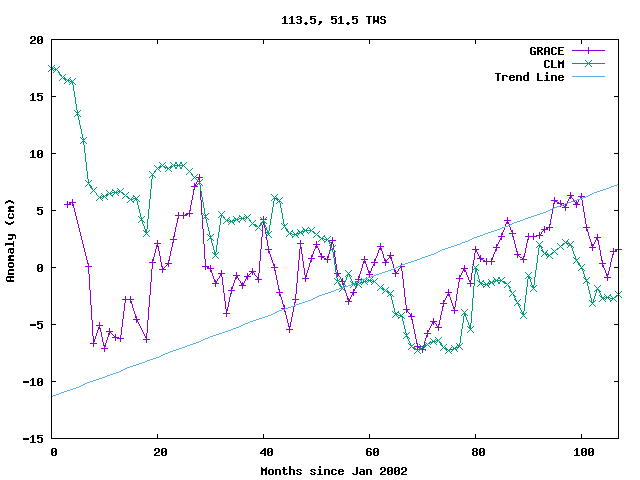 113.5, 51.5 TWS
GRACE
CLM
Trend Line
20
15
10
5
0
-5
-10
-15
Anomaly (cm)
0 20 40 60 80 100
Months since Jan 2002